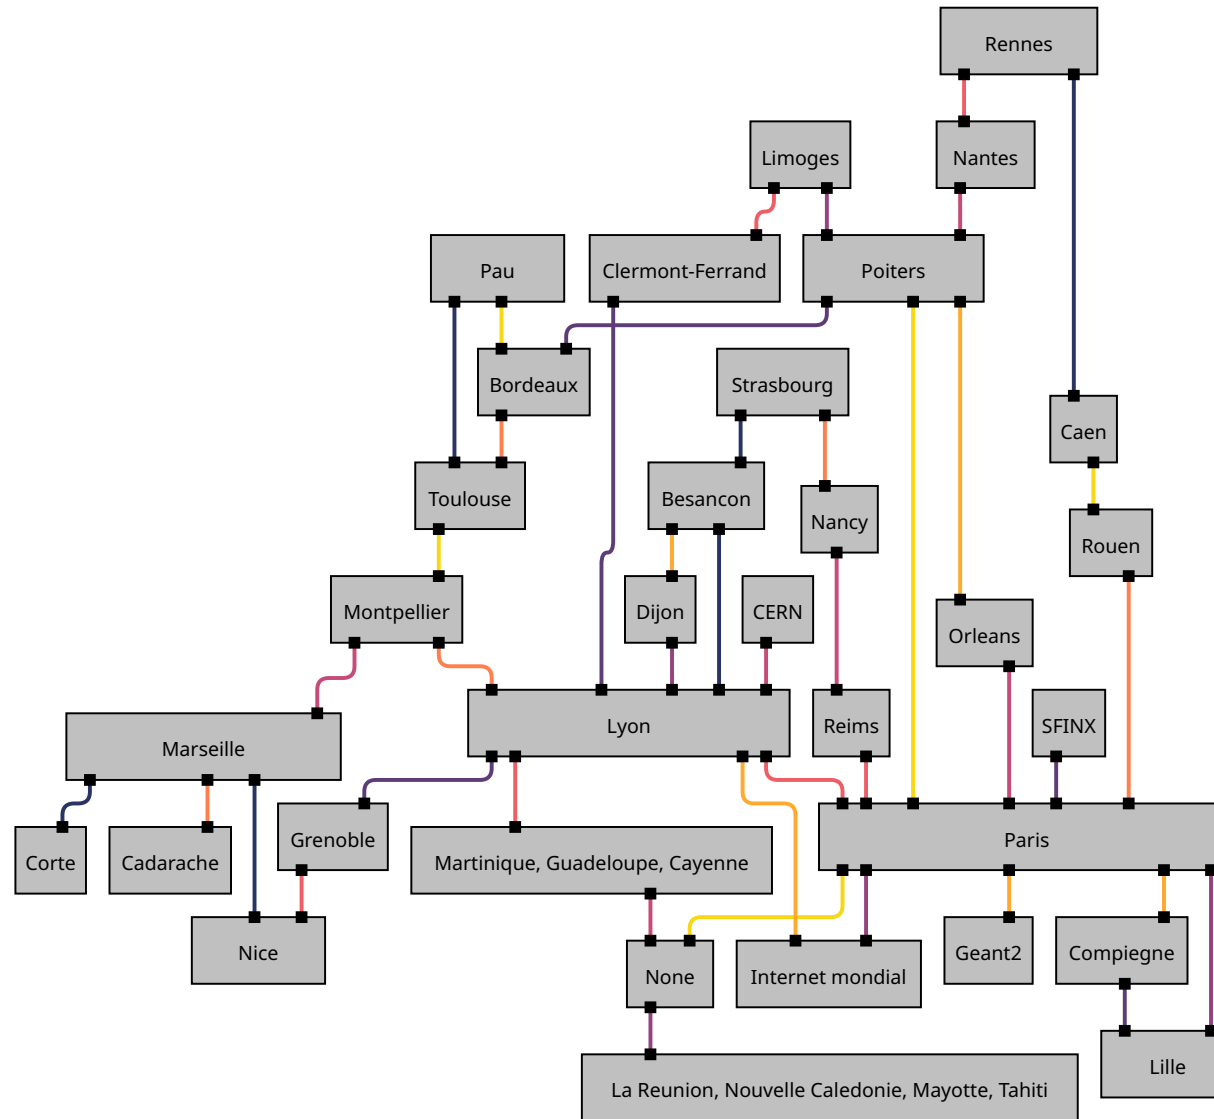 Rennes
Limoges
Nantes
Pau
Clermont-Ferrand
Poiters
Bordeaux
Strasbourg
Caen
Toulouse
Besancon
Nancy
Rouen
Montpellier
Dijon
CERN
Orleans
Marseille
Lyon
Reims
SFINX
Corte
Cadarache
Grenoble
Martinique, Guadeloupe, Cayenne
Paris
Nice
None
Internet mondial
Geant2
Compiegne
Lille
La Reunion, Nouvelle Caledonie, Mayotte, Tahiti